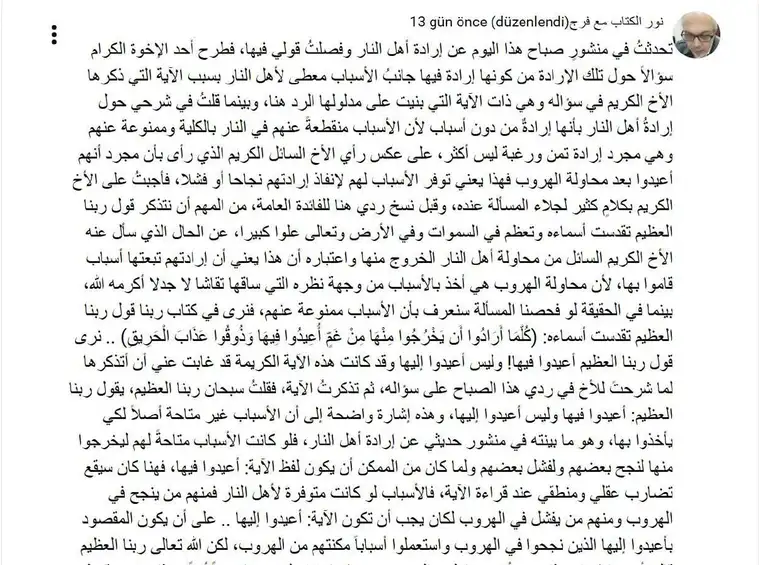 نور الكتاب مع فرج(düzenlendi) 13 gün önce
تحدثتُ في منشورِ صباح هذا اليوم عن إرادة أهل النار وفصلتُ قولي فيها، فطرح أحد الإخوة الكرام
سؤالاً حول تلك الإرادة من كونها إرادة فيها جانبُ الأسباب معطى لأهل النار بسبب الآية التي ذكرها
الأخ الكريم في سؤاله وهي ذات الآية التي بنيت على مدلولها الرد هنا، وبينما قلتُ في شرحي حول
إرادةُ أهل النار بأنها إرادةٌ من دون أسباب لأن الأسباب منقطعةً عنهم في النار بالكلية وممنوعة عنهم
وهي مجرد إرادة تمن ورغبة ليس أكثر، على عكس رأي الأخ السائل الكريم الذي رأى بأن مجرد أنهم
أعيدوا بعد محاولة الهروب فهذا يعني توفر الأسباب لهم لإنفاذ إرادتهم نجاحا أو فشلا، فأجبتُ على الأخ
الكريم بكلامٍ كثير لجلاء المسألة عنده، وقبل نسخ ردي هنا للفائدة العامة، من المهم أن نتذكر قول ربنا
العظيم تقدست أسماءه وتعظم في السموات وفي الأرض وتعالى علوا كبيرا، عن الحال الذي سأل عنه
الأخ الكريم السائل من محاولة أهل النار الخروج منها واعتباره أن هذا يعني أن إرادتهم تبعتها أسباب
قاموا بها، لأن محاولة الهروب هي أخذ بالأسباب من وجهة نظره التي ساقها نقاشا لا جدلا أكرمه الله،
بينما في الحقيقة لو فحصنا المسألة سنعرف بأن الأسباب ممنوعة عنهم، فنرى في كتاب ربنا قول ربنا
العظيم تقدست أسماءه: (كُلَّمَا أَرَادُوا أَن يَخْرُجُوا مِنْهَا مِنْ غَمٍّ أُعِيدُوا فِيهَا وَذُوقُوا عَذَابَ الْحَرِيقِ) .. نرى
قول ربنا العظيم أعيدوا فيها! وليس أعيدوا إليها وقد كانت هذه الآية الكريمة قد غابت عني أن أتذكرها
لما شرحتَ للأخ في ردي هذا الصباح على سؤاله، ثم تذكرتُ الآية، فقلتُ سبحان ربنا العظيم، يقول ربنا
العظيم: أعيدوا فيها وليس أعيدوا إليها، وهذه إشارة واضحة إلى أن الأسباب غير متاحة أصلاً لكي
يأخذوا بها، وهو ما بينته في منشور حديثي عن إرادة أهل النار، فلو كانت الأسباب متاحةً لهم ليخرجوا
منها لنجح بعضهم ولفشل بعضهم ولما كان من الممكن أن يكون لفظ الآية: أعيدوا فيها، فهنا كان سيقع
تضارب عقلي ومنطقي عند قراءة الآية، فالأسباب لو كانت متوفرة لأهل النار فمنهم من ينجح في
الهروب ومنهم من يفشل في الهروب لكان يجب أن تكون الآية: أعيدوا إليها .. على أن يكون المقصود
بأعيدوا إليها الذين نجحوا في الهروب واستعملوا أسباباً مكنتهم من الهروب، لكن الله تعالى ربنا العظيم